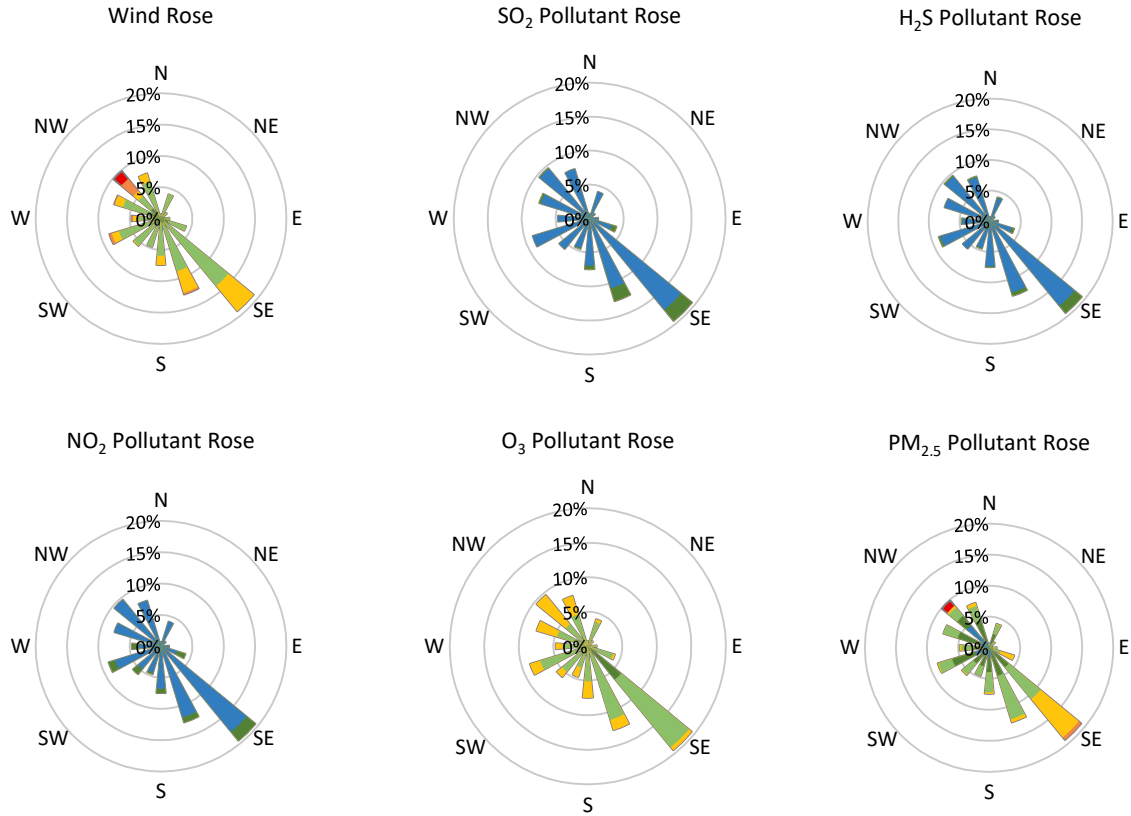 Wind Rose
N
20%
15%
10%
5%
0%
NW
NE
W
E
SW
SE
S
SO₂ Pollutant Rose
N
20%
15%
10%
5%
0%
NW
NE
W
E
SW
SE
S
H₂S Pollutant Rose
N
20%
15%
10%
5%
0%
NW
NE
W
E
SW
SE
S
NO₂ Pollutant Rose
N
20%
15%
10%
5%
0%
NW
NE
W
E
SW
SE
S
O₃ Pollutant Rose
N
20%
15%
10%
5%
0%
NW
NE
W
E
SW
SE
S
PM₂.₅ Pollutant Rose
N
20%
15%
10%
5%
0%
NW
NE
W
E
SW
SE
S